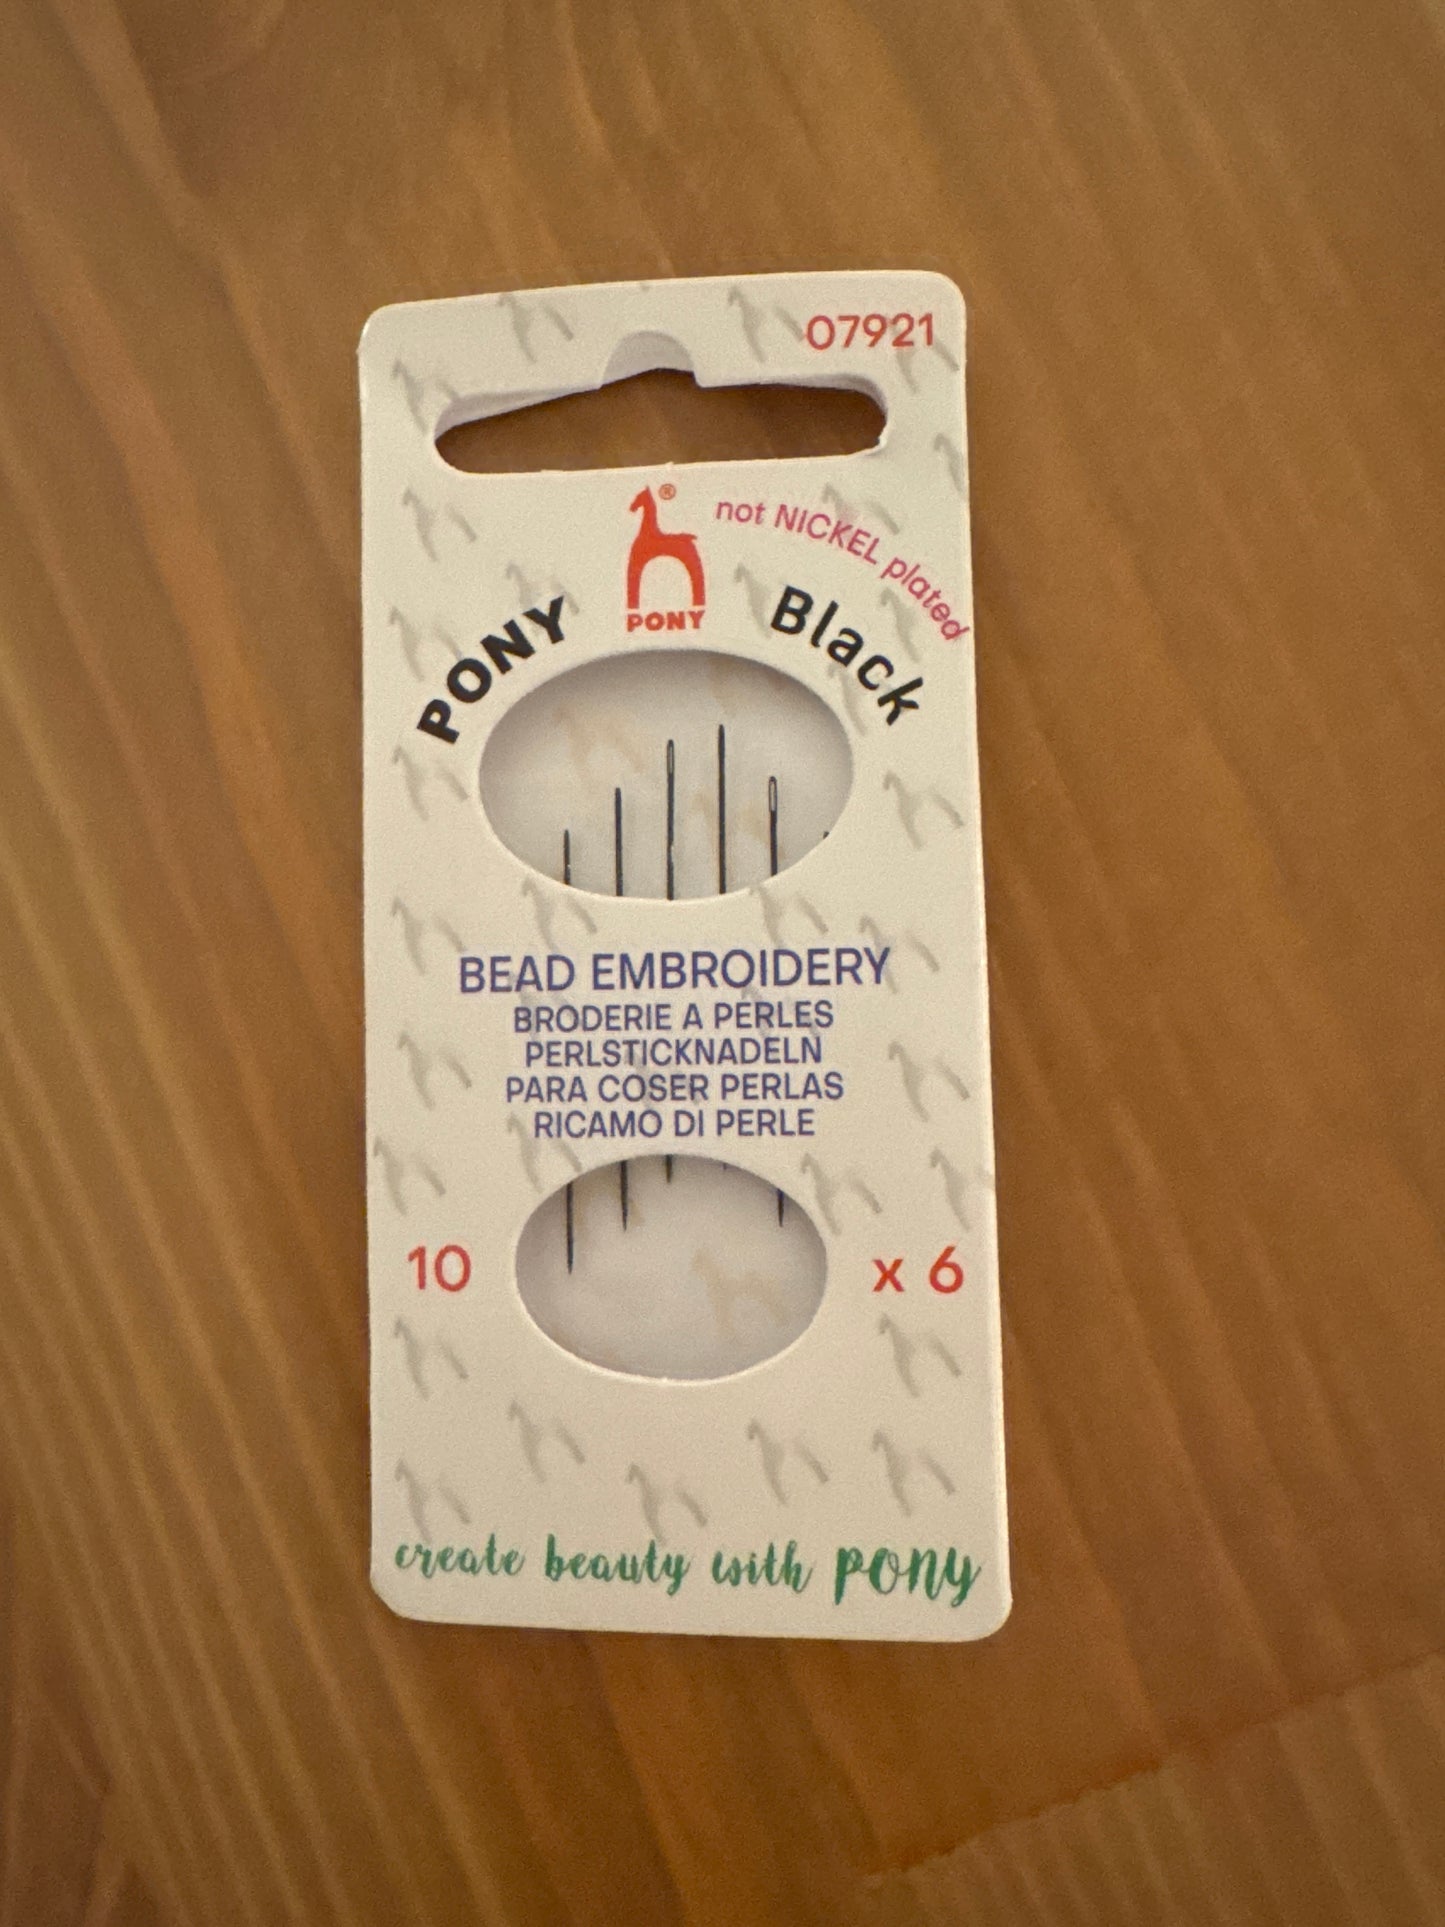 07921
®
PONY
not NICKEL plated
PONY Black
BEAD EMBROIDERY
BRODERIE A PERLES
PERLSTICKNADELN
PARA COSER PERLAS
RICAMO DI PERLE
10 x 6
create beauty with PONY